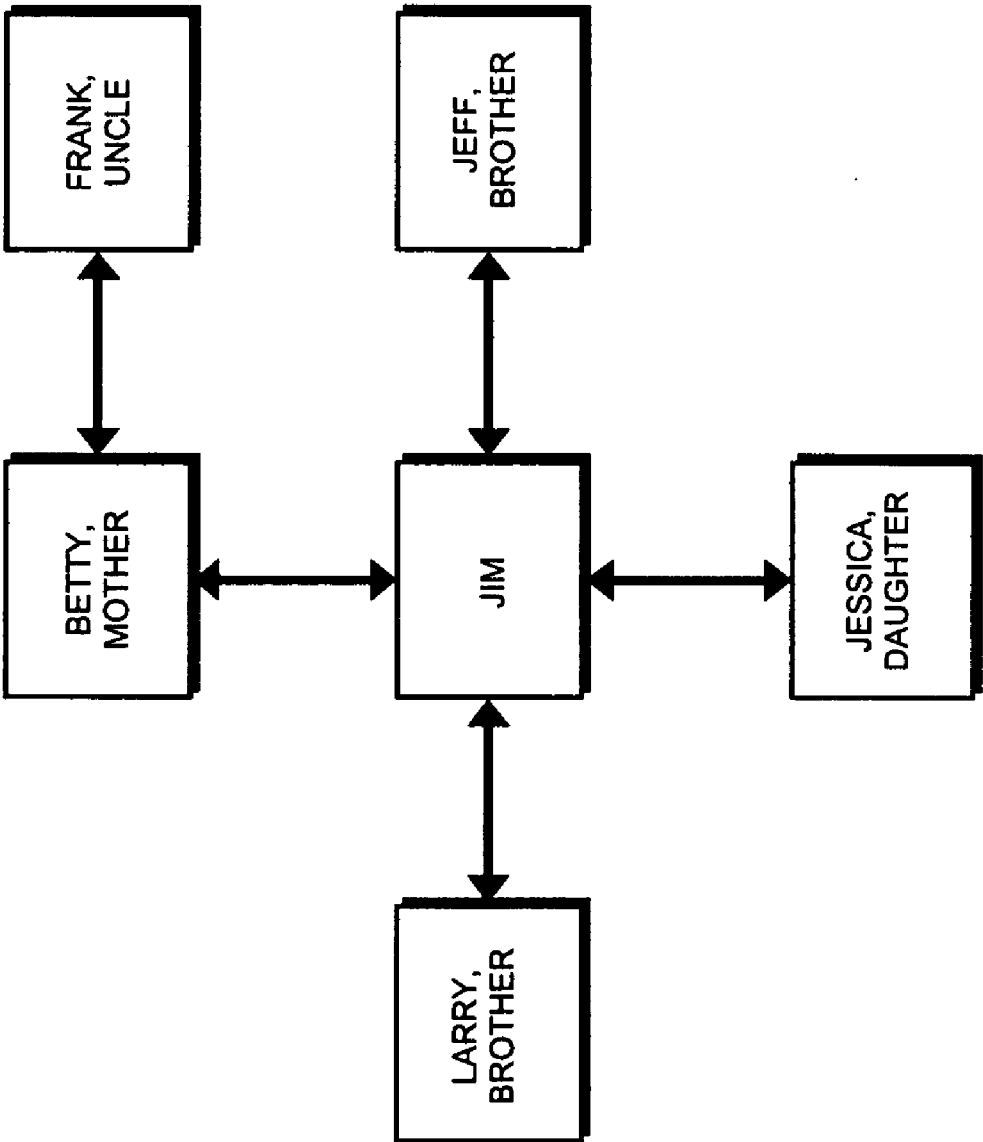 BETTY,
MOTHER
FRANK,
UNCLE
LARRY,
BROTHER
JIM
JEFF,
BROTHER
JESSICA,
DAUGHTER